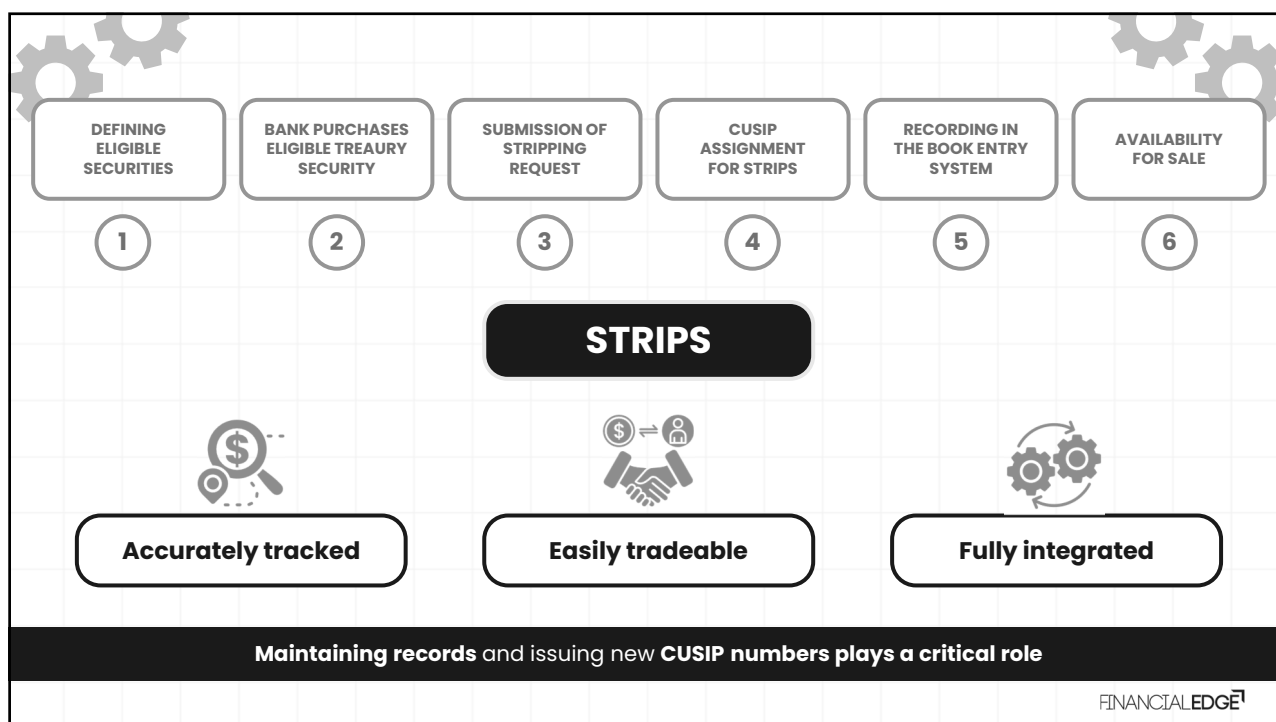 DEFINING
ELIGIBLE
SECURITIES
BANK PURCHASES
ELIGIBLE TREAURY
SECURITY
SUBMISSION OF
STRIPPING
REQUEST
CUSIP
ASSIGNMENT
FOR STRIPS
RECORDING IN
THE BOOK ENTRY
SYSTEM
AVAILABILITY
FOR SALE
1
2
3
4
5
6
STRIPS
$
$
Accurately tracked
Easily tradeable
Fully integrated
Maintaining records and issuing new CUSIP numbers plays a critical role
FINANCIALEDGE